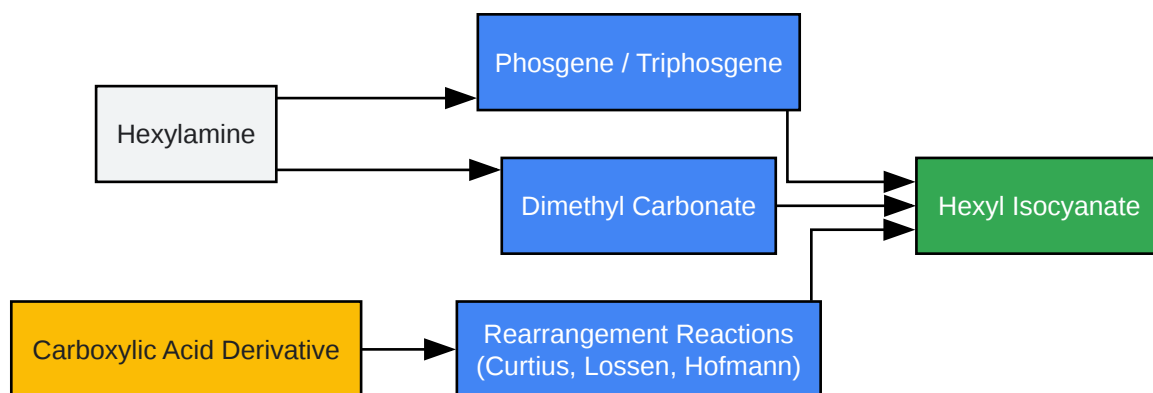 Phosgene / Triphosgene
Hexylamine
Dimethyl Carbonate
Hexyl Isocyanate
Carboxylic Acid Derivative
Rearrangement Reactions
(Curtius, Lossen, Hofmann)